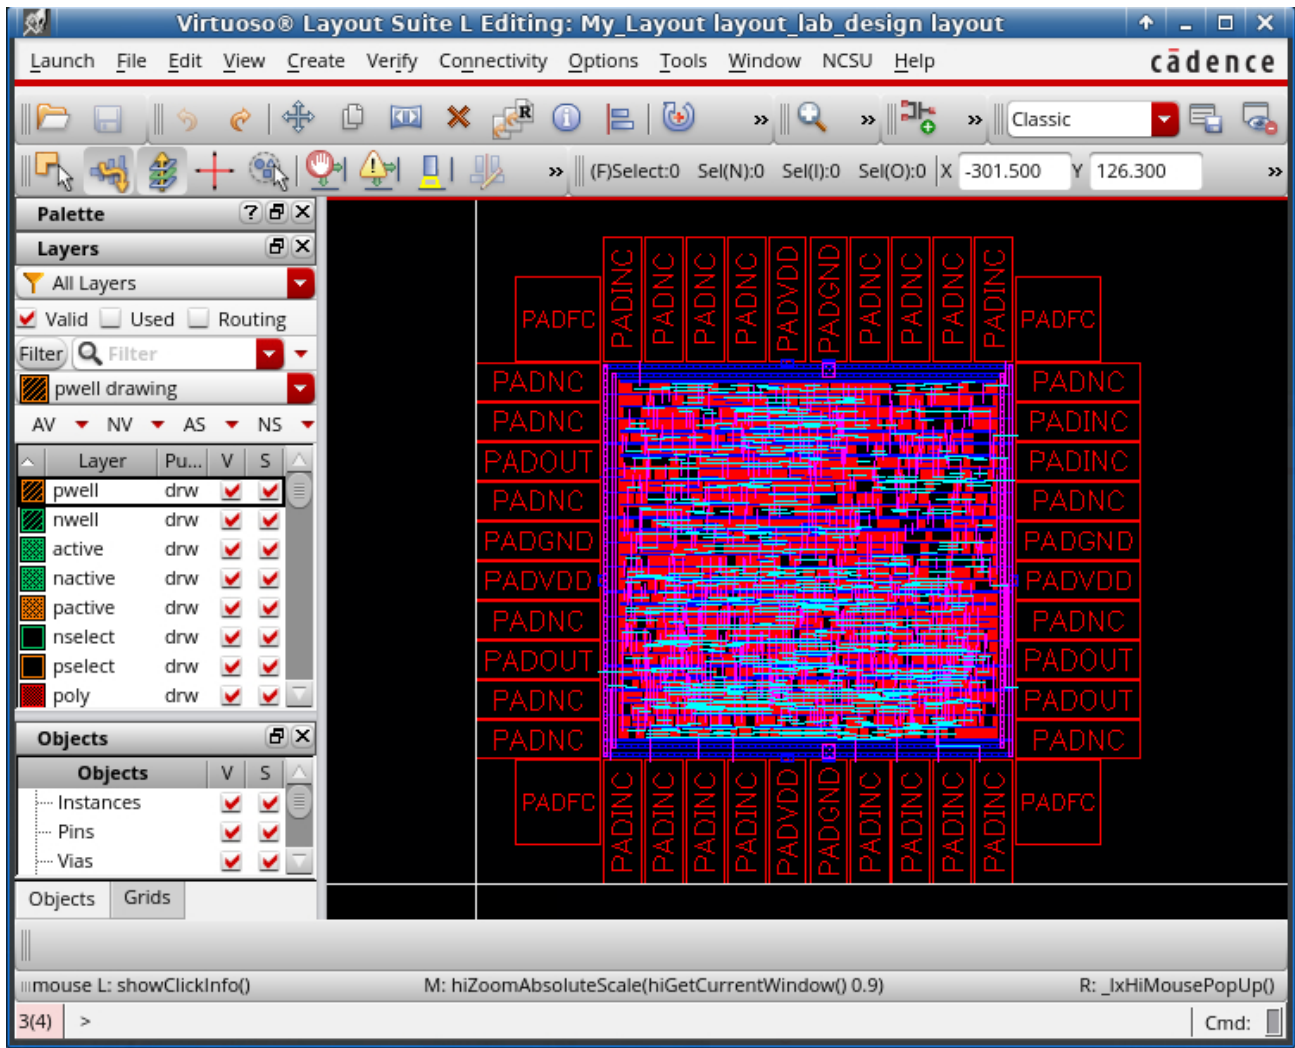 Virtuoso® Layout Suite L Editing: My_Layout layout_lab_design layout
Launch File Edit View Create Verify Connectivity Options Tools Window NCSU Help cādence
R i » » » Classic »
! » (F)Select:0 Sel(N):0 Sel(I):0 Sel(O):0 X -301.500 Y 126.300 »
Palette ?
Layers
All Layers
Valid Used Routing
Filter Filter
pwell drawing
AV NV AS NS
Layer Pu... V S
pwell drw
nwell drw
active drw
nactive drw
pactive drw
nselect drw
pselect drw
poly drw
Objects
Objects V S
Instances
Pins
Vias
Objects Grids
PADINC PADNC PADNC PADNC PADVDD PADGND PADNC PADNC PADNC PADINC
PADFC PADFC
PADNC PADNC
PADNC PADINC
PADOUT PADINC
PADNC PADNC
PADGND PADGND
PADVDD PADVDD
PADNC PADNC
PADOUT PADOUT
PADNC PADOUT
PADNC PADNC
PADFC PADFC
PADINC PADINC PADINC PADINC PADVDD PADGND PADINC PADINC PADINC PADINC
mouse L: showClickInfo() M: hiZoomAbsoluteScale(hiGetCurrentWindow() 0.9) R: _lxHiMousePopUp()
3(4) > Cmd: